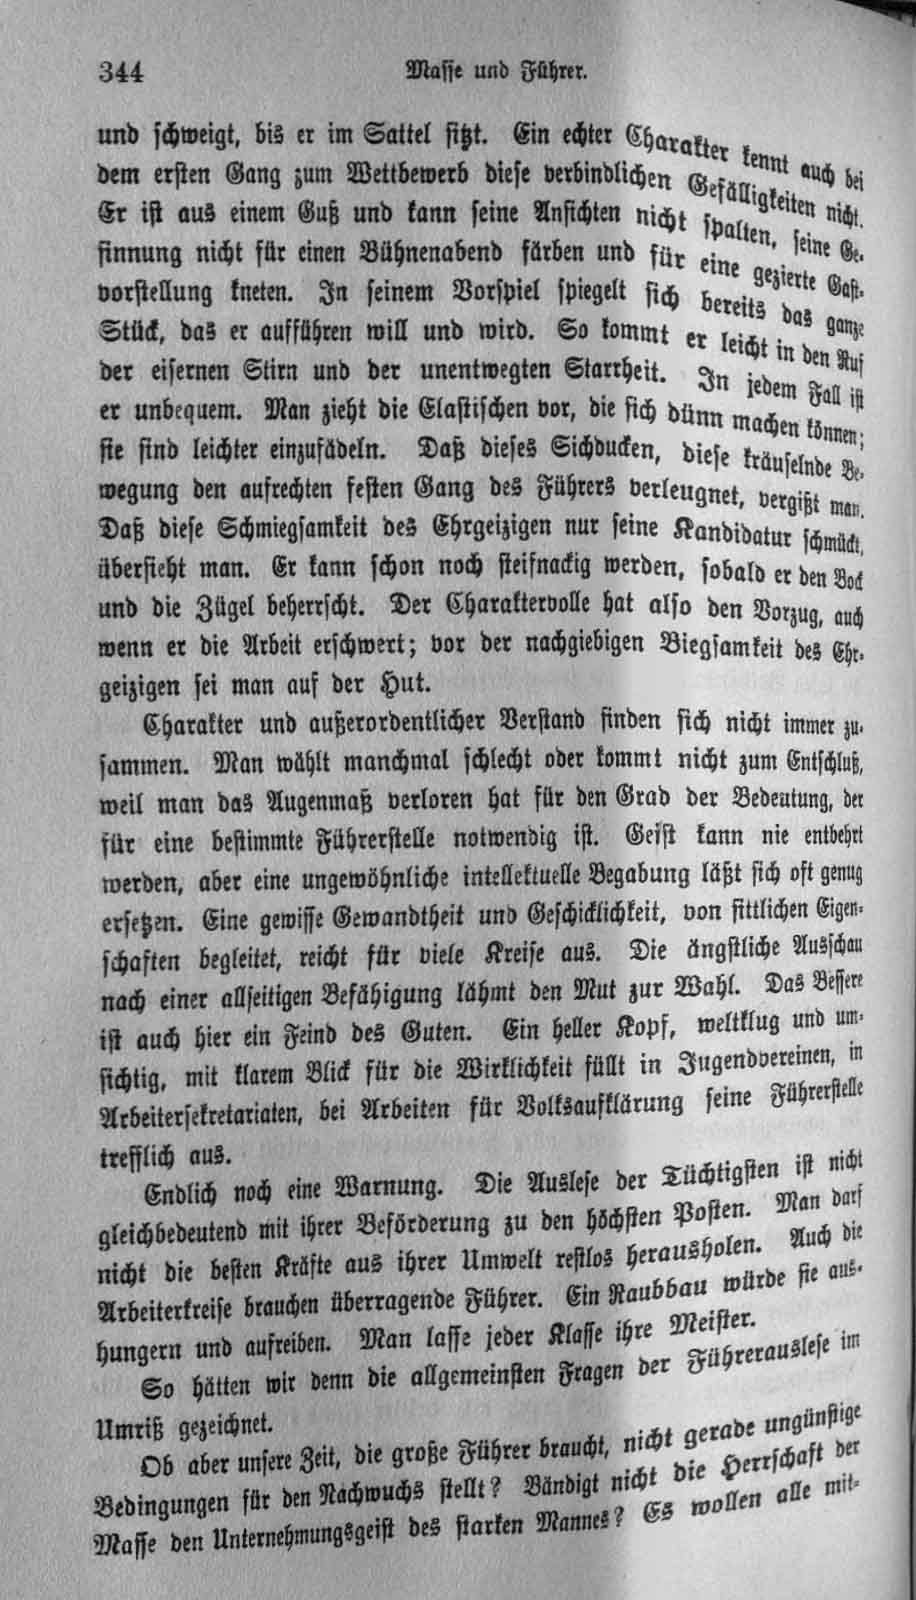 344
Masse und Führer.
und schweigt, bis er im Sattel sitzt. Ein echter Charakter kennt auch bei
dem ersten Gang zum Wettbewerb diese verbindlichen Gefälligkeiten nicht.
Er ist aus einem Guß und kann seine Ansichten nicht spalten, seine Ge-
sinnung nicht für einen Bühnenabend färben und für eine gezierte Gast-
vorstellung kneten. In seinem Vorspiel spiegelt sich bereits das ganze
Stück, das er aufführen will und wird. So kommt er leicht in den Ruf
der eisernen Stirn und der unentwegten Starrheit. In jedem Fall ist
er unbequem. Man zieht die Elastischen vor, die sich dünn machen können;
sie sind leichter einzufädeln. Daß dieses Sichducken, diese kräuselnde Be-
wegung den aufrechten festen Gang des Führers verleugnet, vergißt man.
Daß diese Schmiegsamkeit des Ehrgeizigen nur seine Kandidatur schmückt,
übersieht man. Er kann schon noch steifnackig werden, sobald er den Bock
und die Zügel beherrscht. Der Charaktervolle hat also den Vorzug, auch
wenn er die Arbeit erschwert; vor der nachgiebigen Biegsamkeit des Ehr-
geizigen sei man auf der Hut.
Charakter und außerordentlicher Verstand finden sich nicht immer zu-
sammen. Man wählt manchmal schlecht oder kommt nicht zum Entschluß,
weil man das Augenmaß verloren hat für den Grad der Bedeutung, der
für eine bestimmte Führerstelle notwendig ist. Geist kann nie entbehrt
werden, aber eine ungewöhnliche intellektuelle Begabung läßt sich oft genug
ersetzen. Eine gewisse Gewandtheit und Geschicklichkeit, von sittlichen Eigen-
schaften begleitet, reicht für viele Kreise aus. Die ängstliche Ausschau
nach einer allseitigen Befähigung lähmt den Mut zur Wahl. Das Bessere
ist auch hier ein Feind des Guten. Ein heller Kopf, weltklug und um-
sichtig, mit klarem Blick für die Wirklichkeit füllt in Jugendvereinen, in
Arbeitersekretariaten, bei Arbeiten für Volksaufklärung seine Führerstelle
trefflich aus.
Endlich noch eine Warnung. Die Auslese der Tüchtigsten ist nicht
gleichbedeutend mit ihrer Beförderung zu den höchsten Posten. Man darf
nicht die besten Kräfte aus ihrer Umwelt restlos herausholen. Auch die
Arbeiterkreise brauchen überragende Führer. Ein Raubbau würde sie aus-
hungern und aufreiben. Man lasse jeder Klasse ihre Meister.
So hätten wir denn die allgemeinsten Fragen der Führerauslese im
Umriß gezeichnet.
Ob aber unsere Zeit, die große Führer braucht, nicht gerade ungünstige
Bedingungen für den Nachwuchs stellt? Bändigt nicht die Herrschaft der
Masse den Unternehmungsgeist des starken Mannes? Es wollen alle mit-